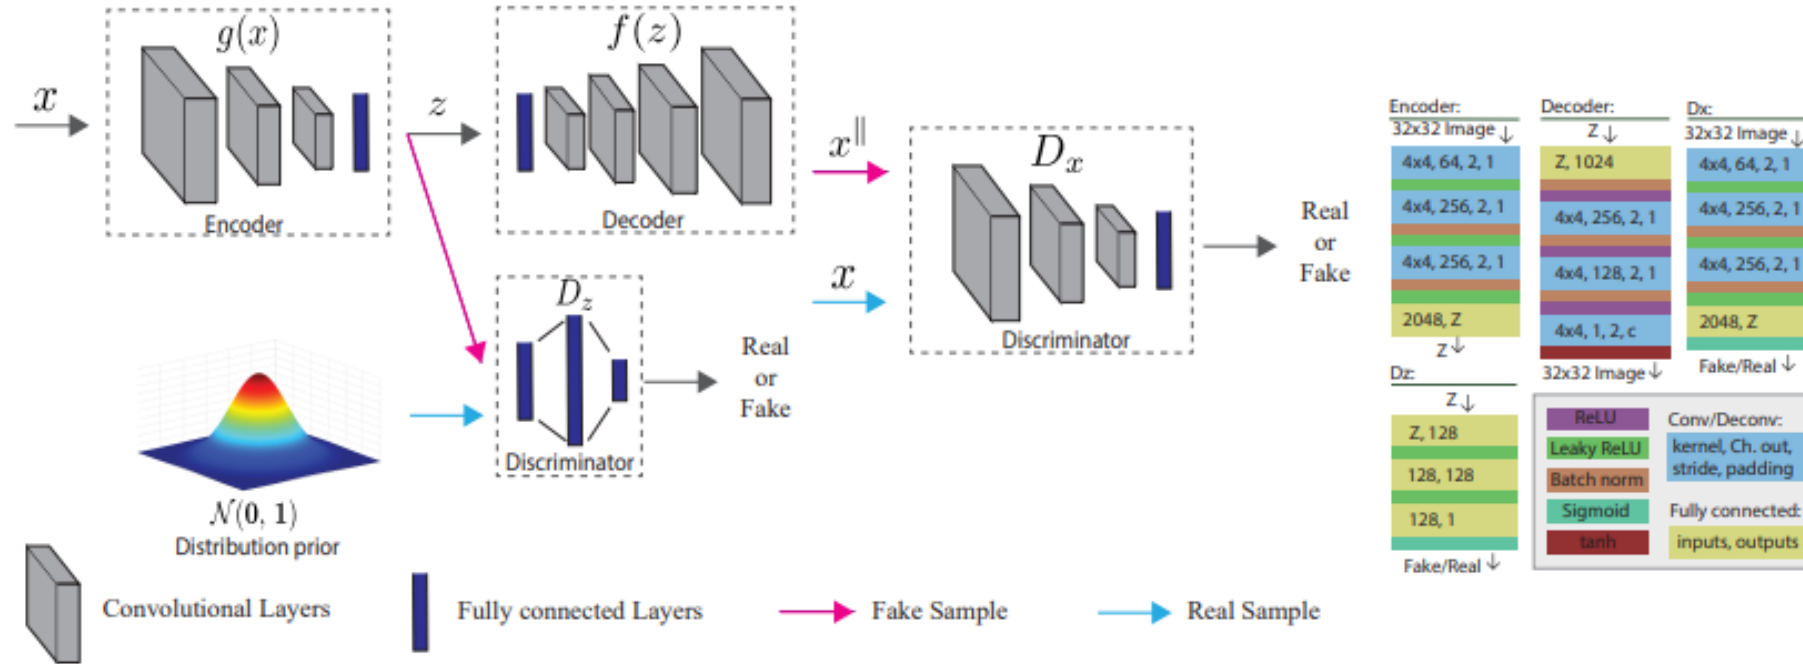 g(x)
x
Encoder
z
f(z)
Decoder
x∥
x
D_x
Discriminator
Real
or
Fake
D_z
Discriminator
Real
or
Fake
𝒩(0, 1)
Distribution prior
Convolutional Layers
Fully connected Layers
Fake Sample
Real Sample
Encoder:
32x32 Image ↓
4x4, 64, 2, 1
4x4, 256, 2, 1
4x4, 256, 2, 1
2048, Z
Z ↓
Decoder:
Z ↓
Z, 1024
4x4, 256, 2, 1
4x4, 128, 2, 1
4x4, 1, 2, c
32x32 Image ↓
Dx:
32x32 Image ↓
4x4, 64, 2, 1
4x4, 256, 2, 1
4x4, 256, 2, 1
2048, Z
Fake/Real ↓
Dz:
Z ↓
Z, 128
128, 128
128, 1
Fake/Real ↓
ReLU
Leaky ReLU
Batch norm
Sigmoid
tanh
Conv/Deconv:
kernel, Ch. out,
stride, padding
Fully connected:
inputs, outputs